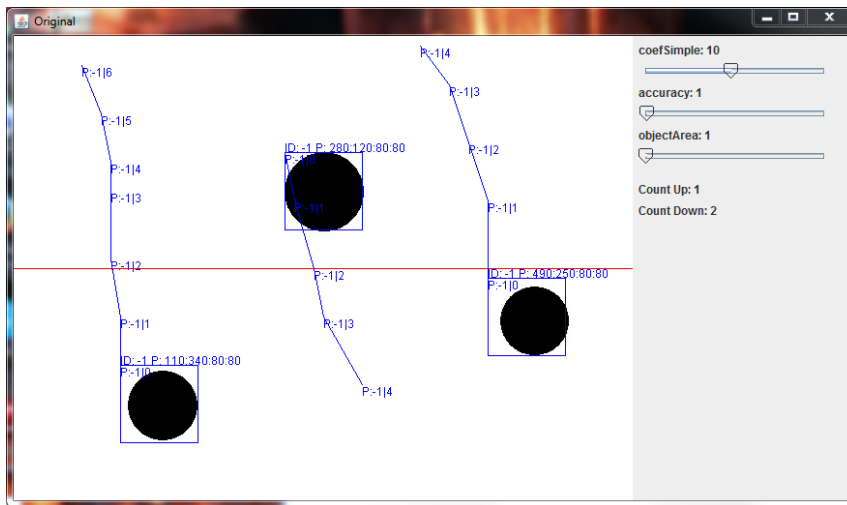 Original
P:-1|6
P:-1|5
P:-1|4
P:-1|3
P:-1|2
P:-1|1
ID: -1 P: 110:340:80:80
P:-1|0
ID: -1 P: 280:120:80:80
P:-1|0
P:-1|1
P:-1|2
P:-1|3
P:-1|4
P:-1|4
P:-1|3
P:-1|2
P:-1|1
ID: -1 P: 490:250:80:80
P:-1|0
coefSimple: 10
accuracy: 1
objectArea: 1
Count Up: 1
Count Down: 2